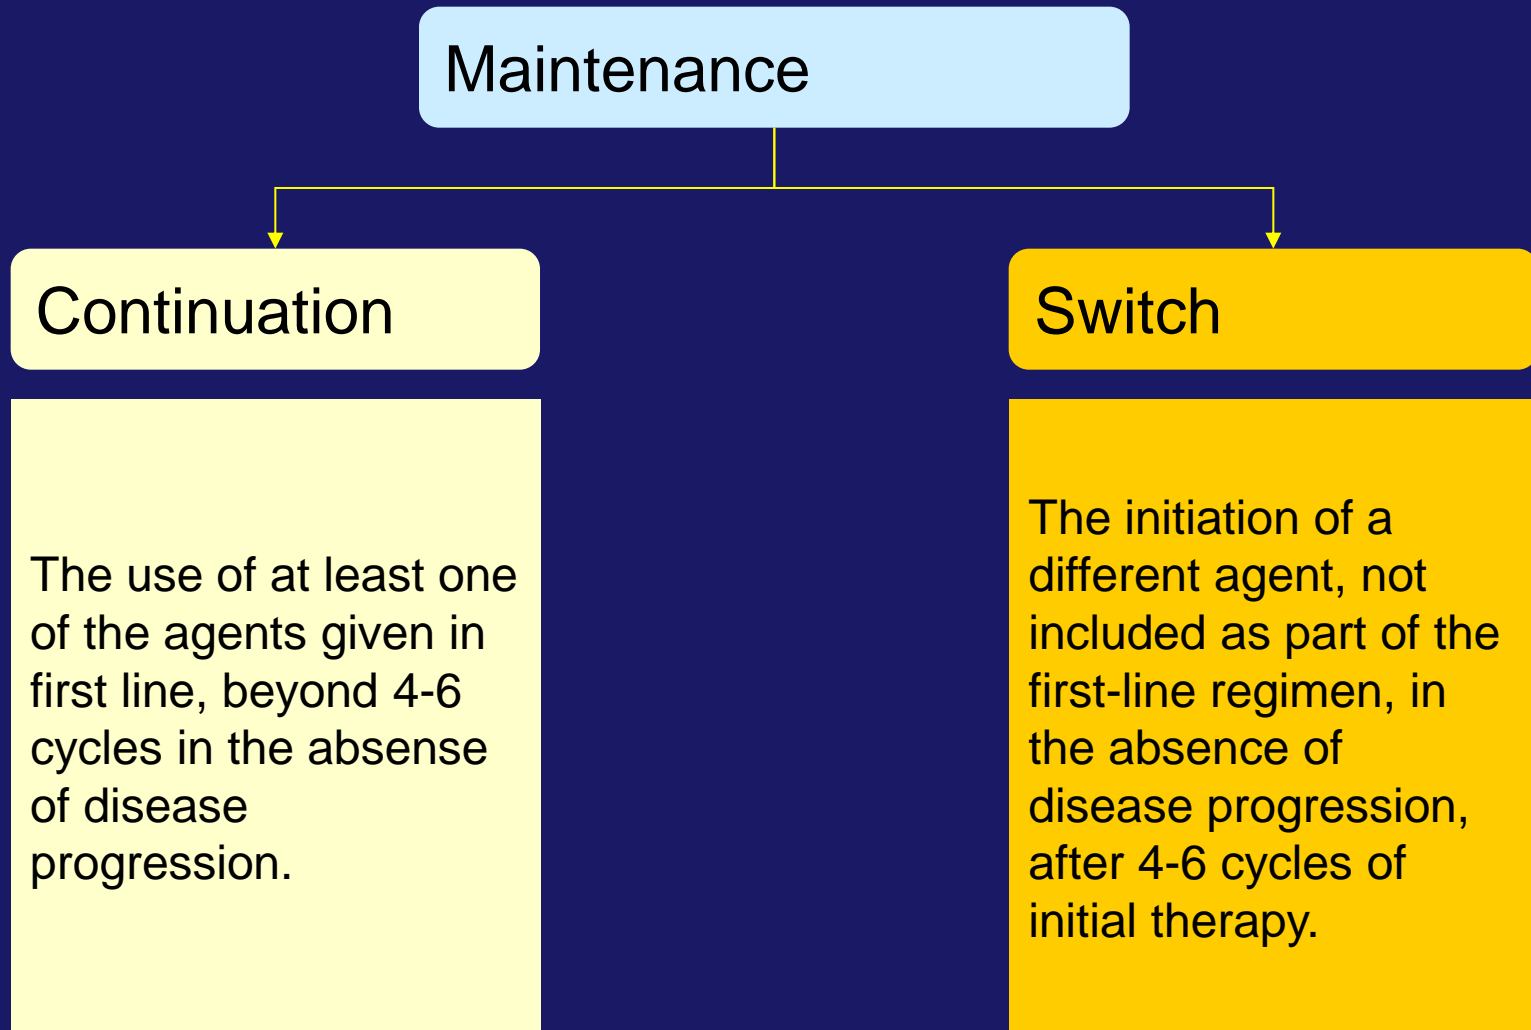 Maintenance
Continuation
Switch
The use of at least one
of the agents given in
first line, beyond 4-6
cycles in the absense
of disease
progression.
The initiation of a
different agent, not
included as part of the
first-line regimen, in
the absence of
disease progression,
after 4-6 cycles of
initial therapy.